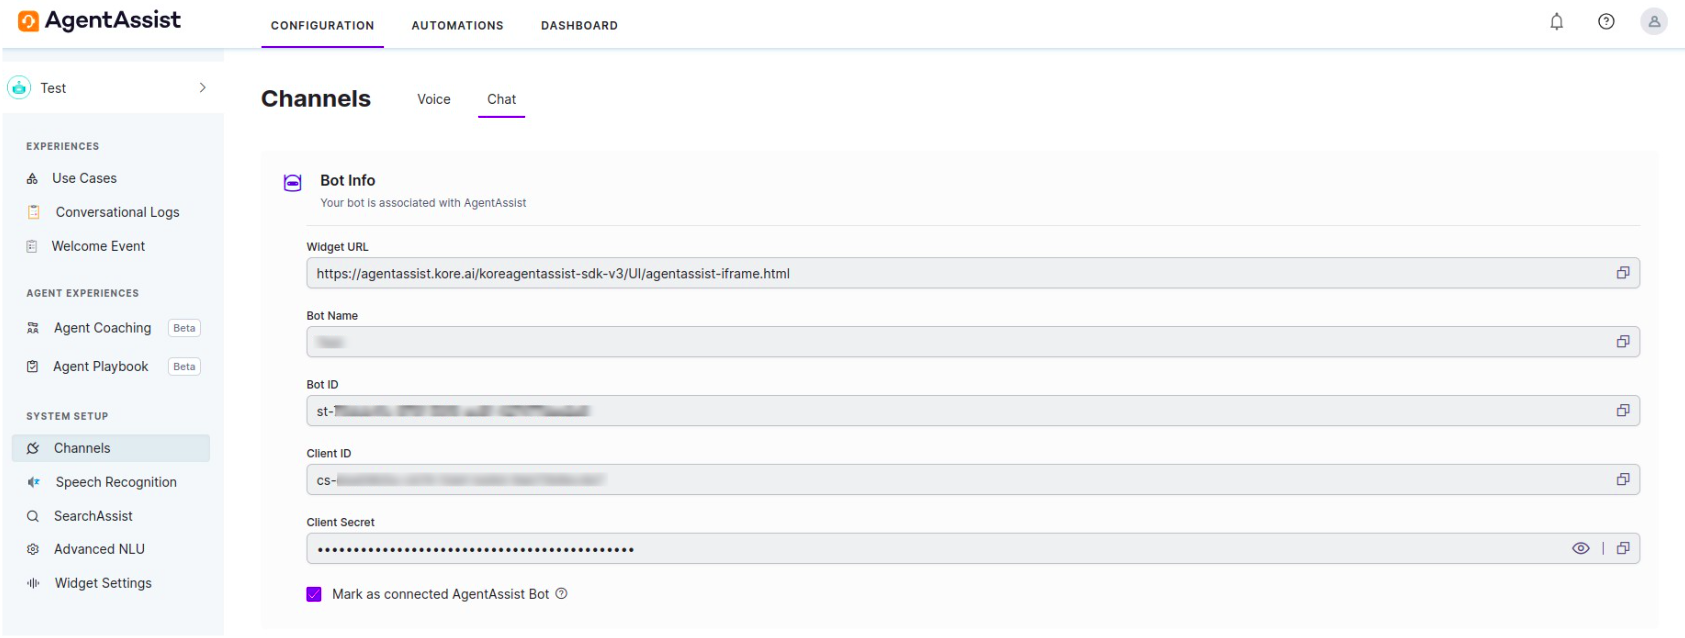 AgentAssist
CONFIGURATION AUTOMATIONS DASHBOARD
Test
EXPERIENCES
Use Cases
Conversational Logs
Welcome Event
AGENT EXPERIENCES
Agent Coaching Beta
Agent Playbook Beta
SYSTEM SETUP
Channels
Speech Recognition
SearchAssist
Advanced NLU
Widget Settings
Channels Voice Chat
Bot Info
Your bot is associated with AgentAssist
Widget URL
https://agentassist.kore.ai/koreagentassist-sdk-v3/UI/agentassist-iframe.html
Bot Name
Bot ID
st-
Client ID
cs-
Client Secret
Mark as connected AgentAssist Bot